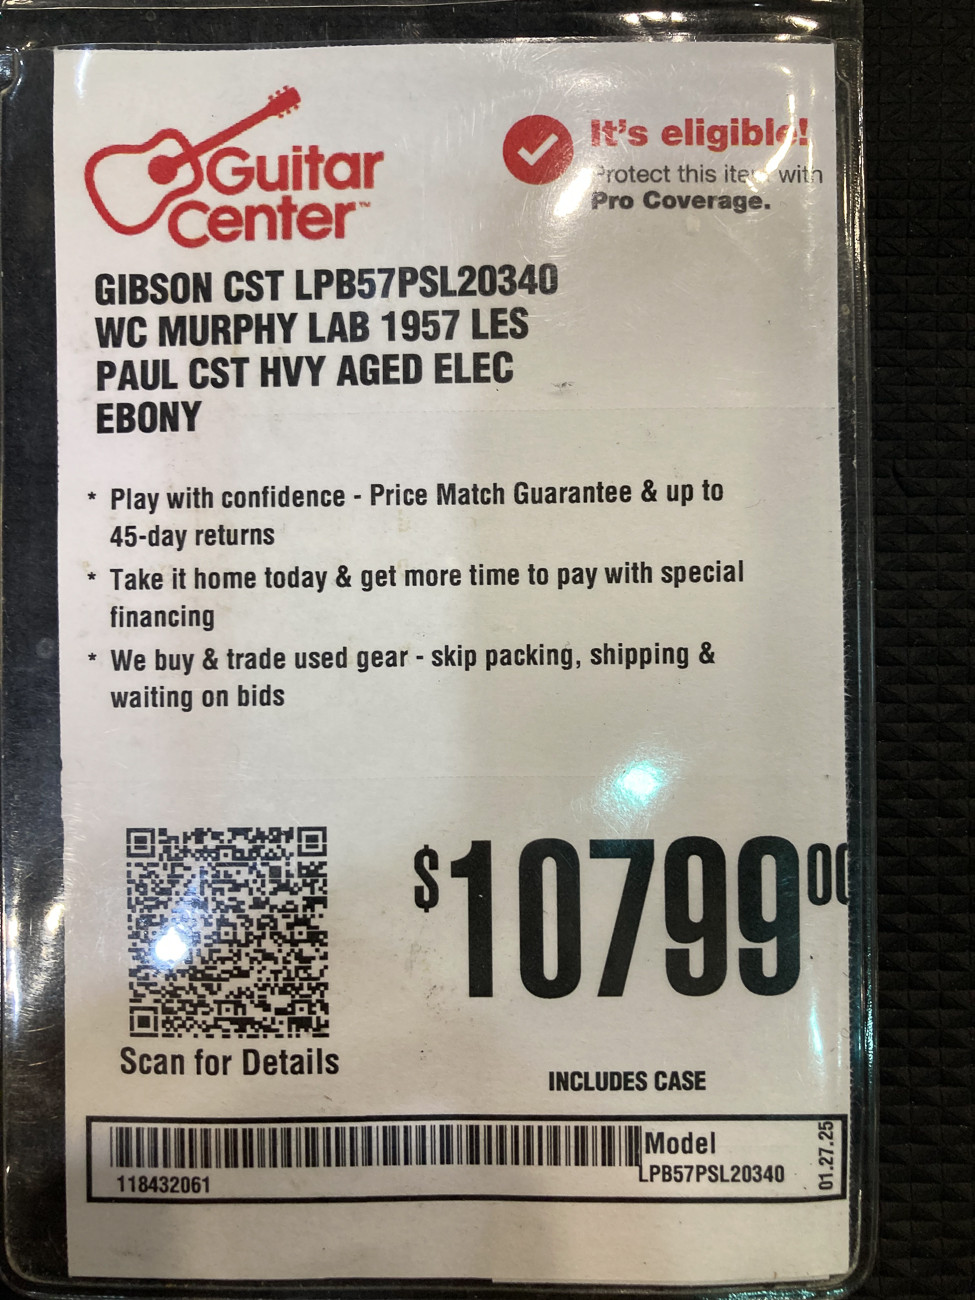 Guitar
Center™
It's eligible!
Protect this item with
Pro Coverage.
GIBSON CST LPB57PSL20340
WC MURPHY LAB 1957 LES
PAUL CST HVY AGED ELEC
EBONY
* Play with confidence - Price Match Guarantee & up to
45-day returns
* Take it home today & get more time to pay with special
financing
* We buy & trade used gear - skip packing, shipping &
waiting on bids
$10799 00
Scan for Details
INCLUDES CASE
Model
LPB57PSL20340
118432061
01.27.25